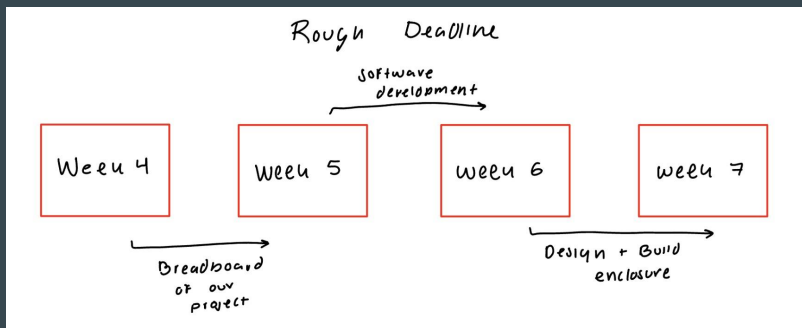 Rough Deadline
software
development
Week 4
week 5
week 6
week 7
Breadboard
of our
project
Design + Build
enclosure